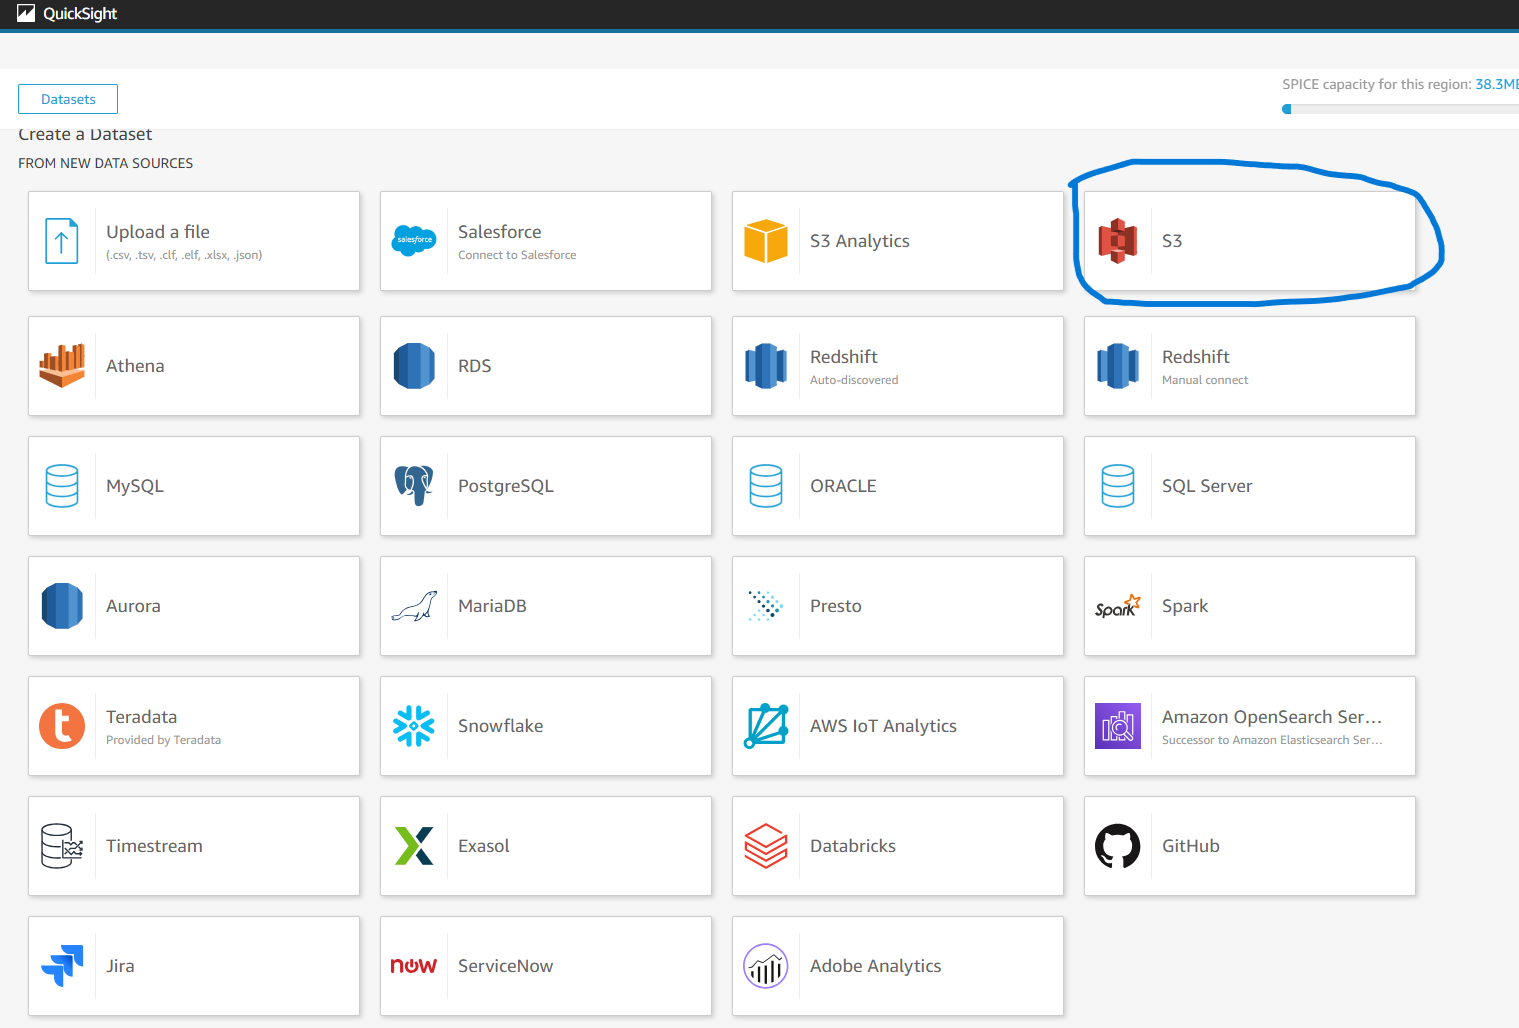 QuickSight
Datasets
SPICE capacity for this region: 38.3MB
Create a Dataset
FROM NEW DATA SOURCES
Upload a file
(.csv, .tsv, .clf, .elf, .xlsx, .json)
salesforce
Salesforce
Connect to Salesforce
S3 Analytics
S3
Athena
RDS
Redshift
Auto-discovered
Redshift
Manual connect
MySQL
PostgreSQL
ORACLE
SQL Server
Aurora
MariaDB
Presto
Spark
Spark
t
Teradata
Provided by Teradata
Snowflake
AWS IoT Analytics
Amazon OpenSearch Ser...
Successor to Amazon Elasticsearch Ser...
Timestream
Exasol
Databricks
GitHub
Jira
now
ServiceNow
Adobe Analytics